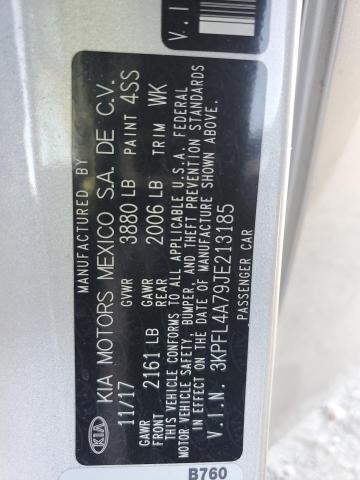 MANUFACTURED BY
KIA KIA MOTORS MEXICO S.A. DE C.V.
11/17 GVWR 3880 LB PAINT 4SS
GAWR FRONT 2161 LB GAWR REAR 2006 LB TRIM WK
THIS VEHICLE CONFORMS TO ALL APPLICABLE U.S.A. FEDERAL
MOTOR VEHICLE SAFETY, BUMPER, AND THEFT PREVENTION STANDARDS
IN EFFECT ON THE DATE OF MANUFACTURE SHOWN ABOVE.
V.I.N. 3KPFL4A79JE213185
PASSENGER CAR
B760
V.I